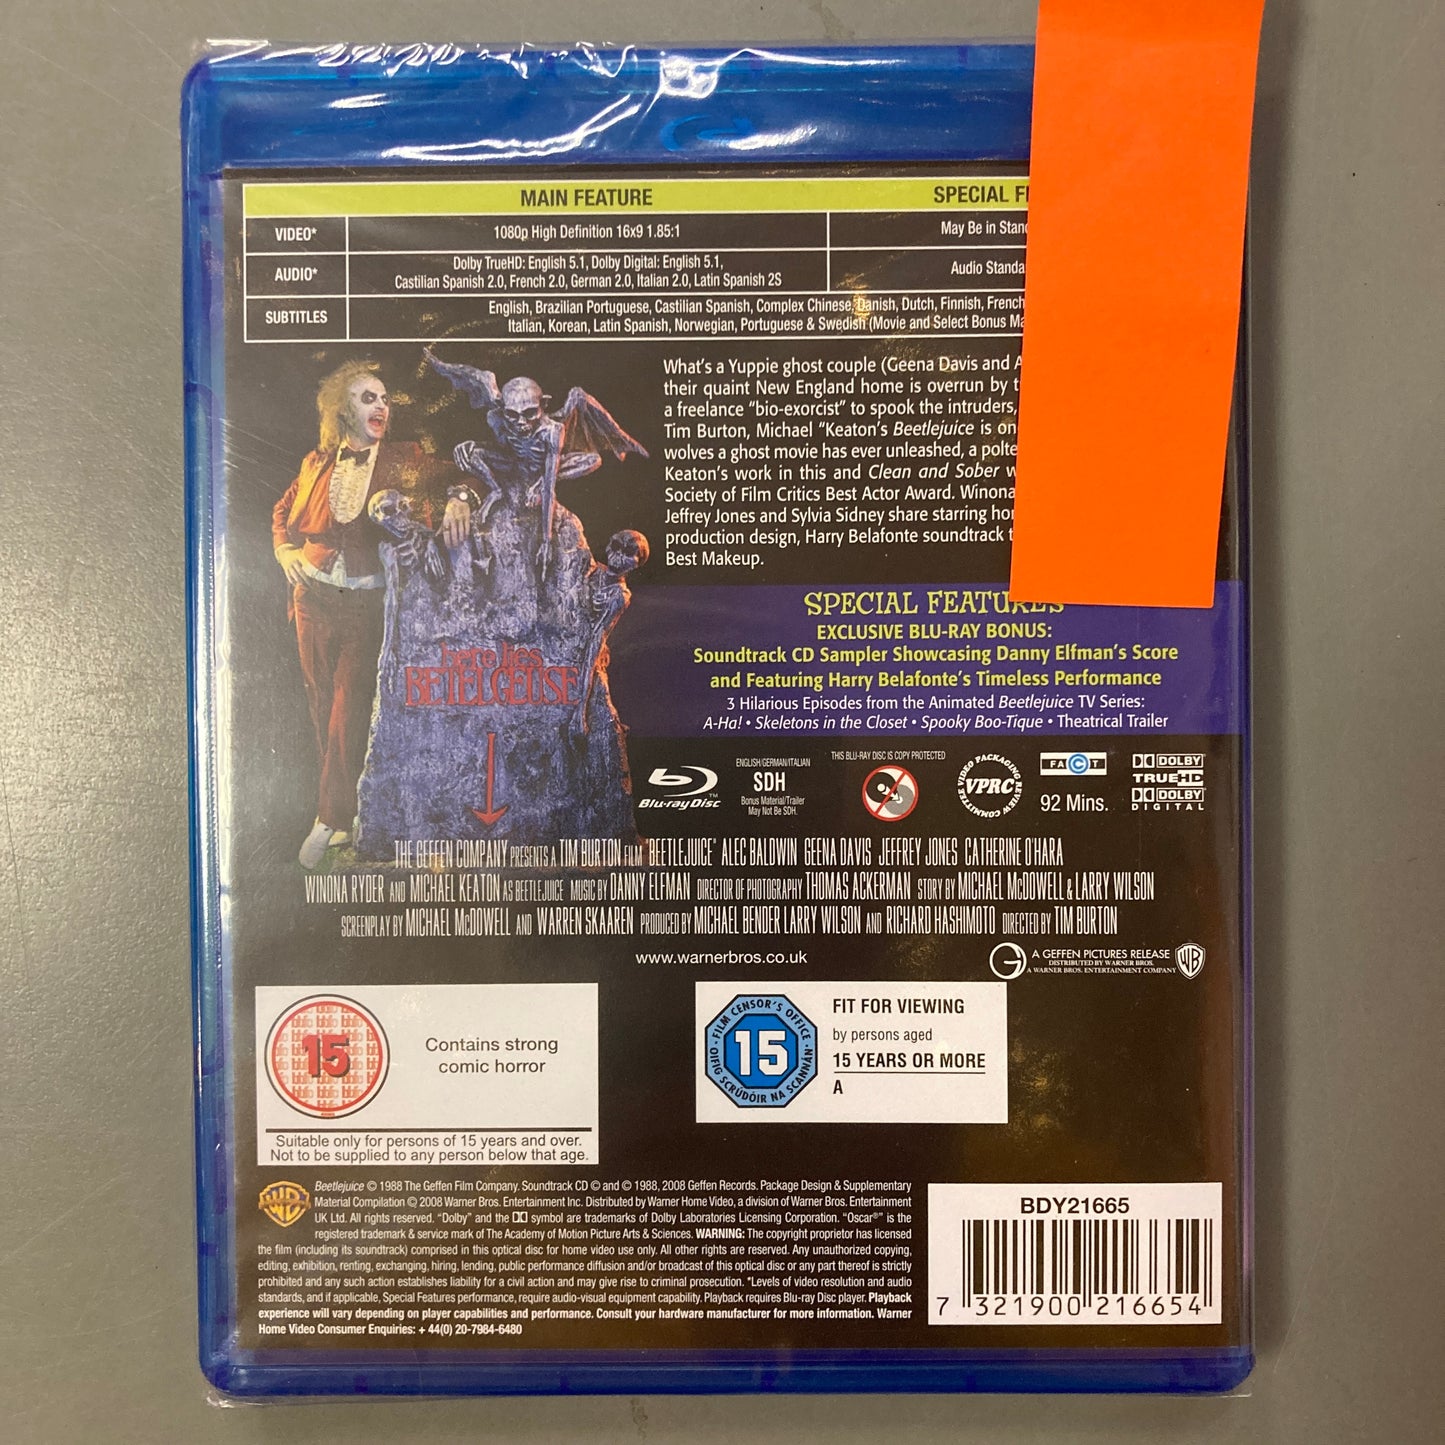 MAIN FEATURE
SPECIAL
VIDEO*
1080p High Definition 16x9 1.85:1
May Be in
AUDIO*
Dolby TrueHD: English 5.1, Dolby Digital: English 5.1,
Castilian Spanish 2.0, French 2.0, German 2.0, Italian 2.0, Latin Spanish 2S
Audio
SUBTITLES
English, Brazilian Portuguese, Castilian Spanish, Complex Chinese, Danish, Dutch, Finnish, French
Italian, Korean, Latin Spanish, Norwegian, Portuguese & Swedish (Movie and Select Bonus
What's a Yuppie ghost couple (Geena Davis and
their quaint New England home is overrun by
a freelance "bio-exorcist" to spook the intruders,
Tim Burton, Michael "Keaton's Beetlejuice is
wolves a ghost movie has ever unleashed, a
Keaton's work in this and Clean and Sober
Society of Film Critics Best Actor Award. Winona
Jeffrey Jones and Sylvia Sidney share starring
production design, Harry Belafonte soundtrack
Best Makeup.
here lies
BETELGEUSE
SPECIAL FEATURES
EXCLUSIVE BLU-RAY BONUS:
Soundtrack CD Sampler Showcasing Danny Elfman's Score
and Featuring Harry Belafonte's Timeless Performance
3 Hilarious Episodes from the Animated Beetlejuice TV Series:
A-Ha! • Skeletons in the Closet • Spooky Boo-Tique • Theatrical Trailer
Blu-ray Disc™
ENGLISH/GERMAN/ITALIAN
SDH
Bonus Material/Trailer
May Not Be SDH.
THIS BLU-RAY DISC IS COPY PROTECTED
VIDEO PACKAGING REVIEW COMMITTEE
VPRC
FACT
92 Mins.
DOLBY
TRUEHD
DOLBY
DIGITAL
THE GEFFEN COMPANY PRESENTS A TIM BURTON FILM "BEETLEJUICE" ALEC BALDWIN GEENA DAVIS JEFFREY JONES CATHERINE O'HARA
WINONA RYDER AND MICHAEL KEATON AS BEETLEJUICE MUSIC BY DANNY ELFMAN DIRECTOR OF PHOTOGRAPHY THOMAS ACKERMAN STORY BY MICHAEL McDOWELL & LARRY WILSON
SCREENPLAY BY MICHAEL McDOWELL AND WARREN SKAAREN PRODUCED BY MICHAEL BENDER LARRY WILSON AND RICHARD HASHIMOTO DIRECTED BY TIM BURTON
www.warnerbros.co.uk
A GEFFEN PICTURES RELEASE
DISTRIBUTED BY WARNER BROS.
A WARNER BROS. ENTERTAINMENT COMPANY
WB
15
Contains strong
comic horror
Suitable only for persons of 15 years and over.
Not to be supplied to any person below that age.
FILM CENSOR'S OFFICE
15
OIFIG SCRÚDÓIR NA SCANNÁN
FIT FOR VIEWING
by persons aged
15 YEARS OR MORE
A
WB
Beetlejuice © 1988 The Geffen Film Company. Soundtrack CD © and © 1988, 2008 Geffen Records. Package Design & Supplementary
Material Compilation © 2008 Warner Bros. Entertainment Inc. Distributed by Warner Home Video, a division of Warner Bros. Entertainment
UK Ltd. All rights reserved. "Dolby" and the symbol are trademarks of Dolby Laboratories Licensing Corporation. "Oscar®" is the
registered trademark & service mark of The Academy of Motion Picture Arts & Sciences. WARNING: The copyright proprietor has licensed
the film (including its soundtrack) comprised in this optical disc for home video use only. All other rights are reserved. Any unauthorized copying,
editing, exhibition, renting, exchanging, hiring, lending, public performance diffusion and/or broadcast of this optical disc or any part thereof is strictly
prohibited and any such action establishes liability for a civil action and may give rise to criminal prosecution. *Levels of video resolution and audio
standards, and if applicable, Special Features performance, require audio-visual equipment capability. Playback requires Blu-ray Disc player. Playback
experience will vary depending on player capabilities and performance. Consult your hardware manufacturer for more information. Warner
Home Video Consumer Enquiries: + 44(0) 20-7984-6480
BDY21665
7 321900 216654